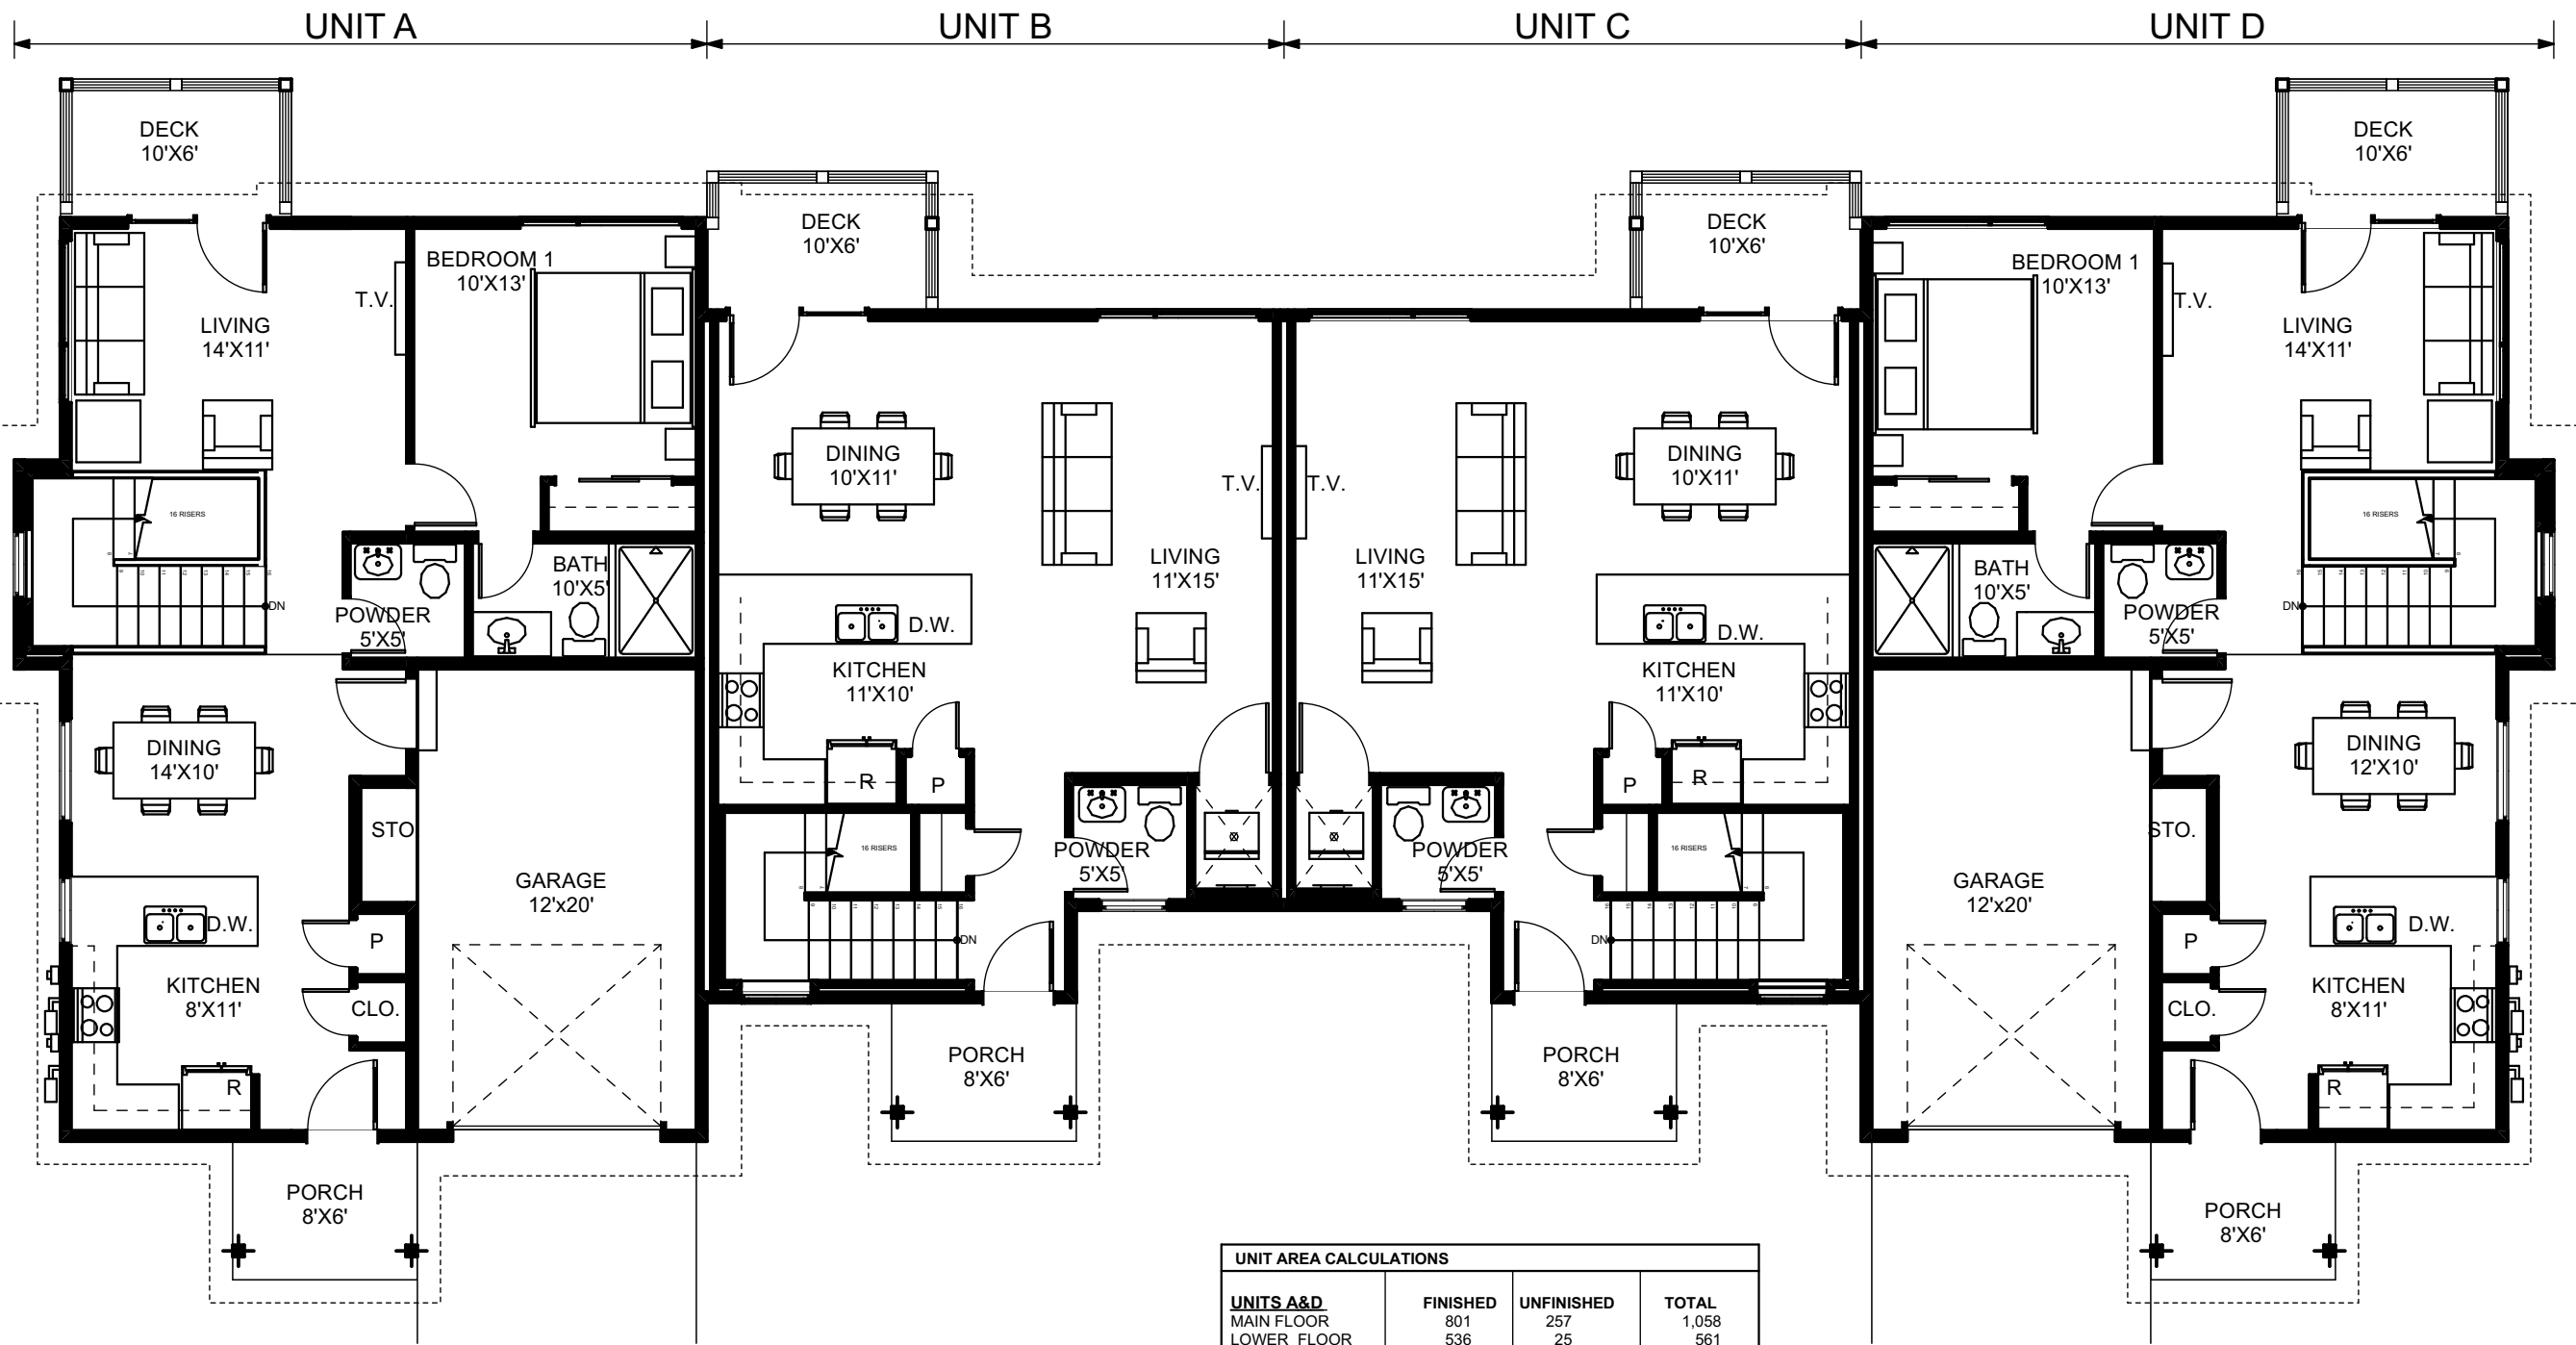 UNIT A
UNIT B
UNIT C
UNIT D
DECK
10'X6'
DECK
10'X6'
DECK
10'X6'
DECK
10'X6'
LIVING
14'X11'
T.V.
BEDROOM 1
10'X13'
BEDROOM 1
10'X13'
T.V.
LIVING
14'X11'
DINING
10'X11'
T.V.
T.V.
DINING
10'X11'
16 RISERS
DN
POWDER
5'X5'
BATH
10'X5'
LIVING
11'X15'
LIVING
11'X15'
BATH
10'X5'
POWDER
5'X5'
16 RISERS
DN
D.W.
KITCHEN
11'X10'
R
P
D.W.
KITCHEN
11'X10'
P
R
DINING
14'X10'
STO
DINING
12'X10'
STO.
16 RISERS
DN
POWDER
5'X5'
POWDER
5'X5'
16 RISERS
DN
GARAGE
12'x20'
GARAGE
12'x20'
D.W.
P
KITCHEN
8'X11'
CLO.
R
P
D.W.
CLO.
KITCHEN
8'X11'
R
PORCH
8'X6'
PORCH
8'X6'
PORCH
8'X6'
PORCH
8'X6'
UNIT AREA CALCULATIONS
UNITS A&D FINISHED UNFINISHED TOTAL
MAIN FLOOR 801 257 1,058
LOWER FLOOR 536 25 561